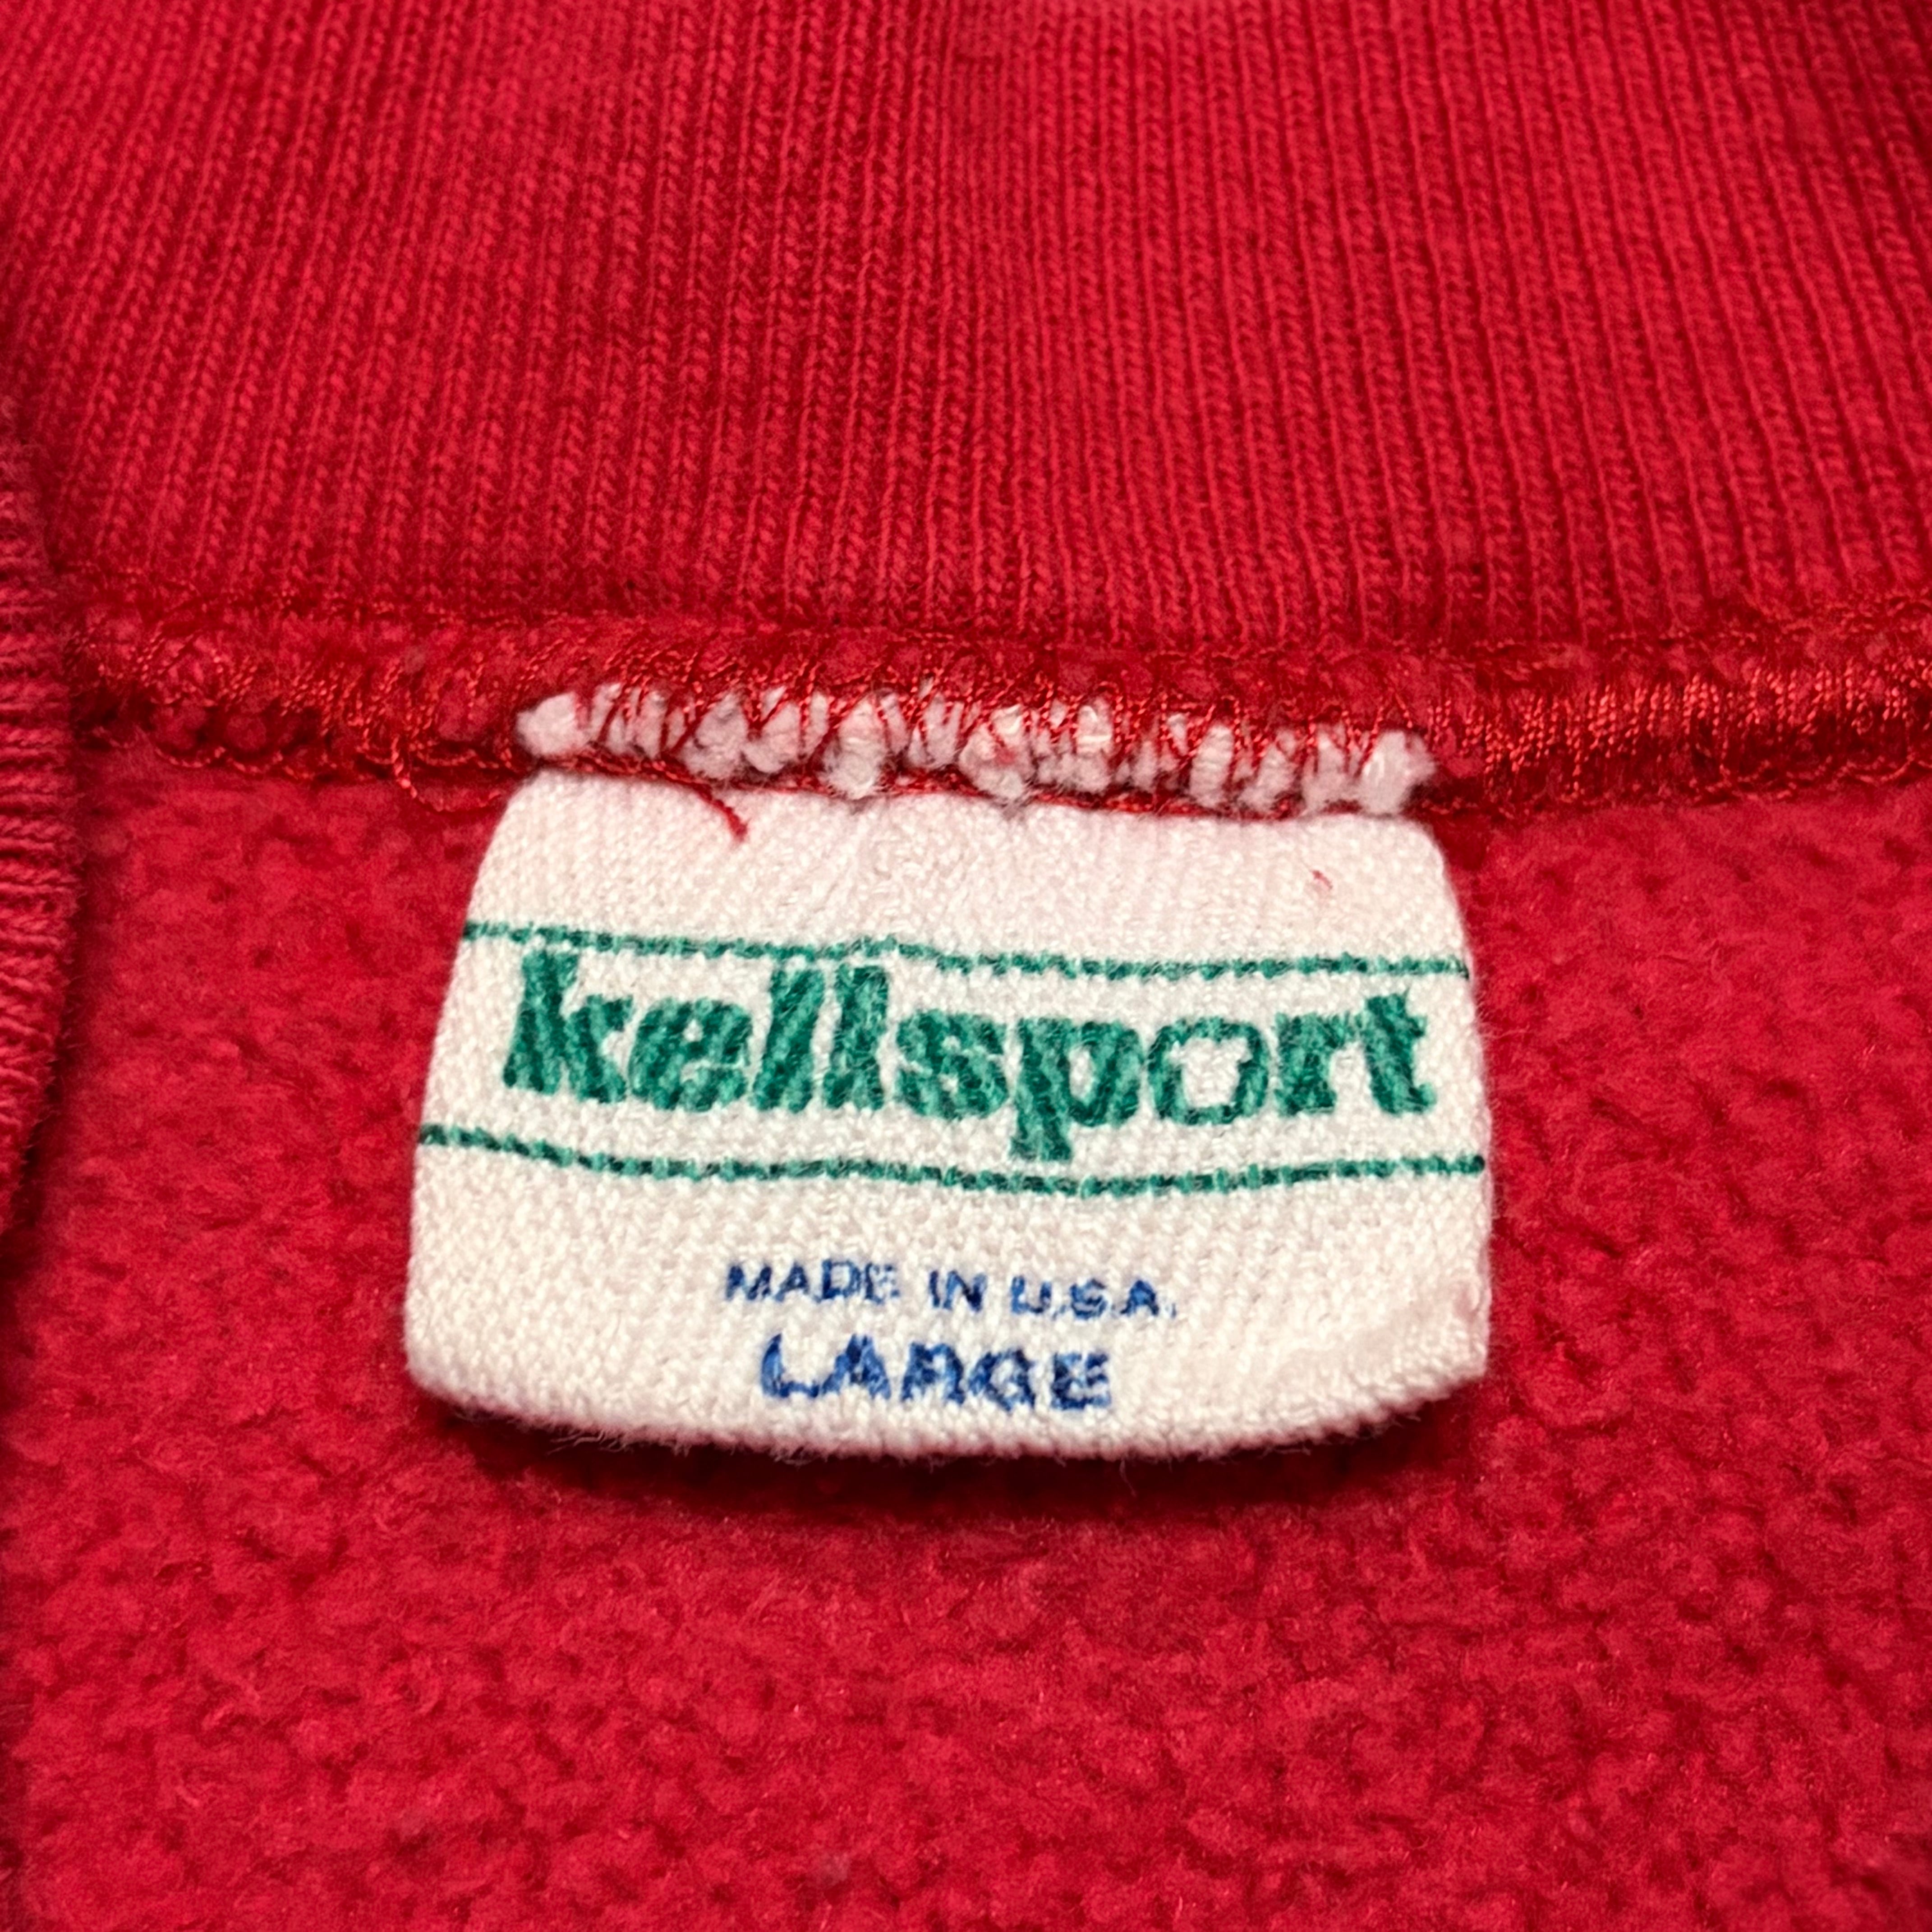 kellsport
MADE IN U.S.A.
LARGE